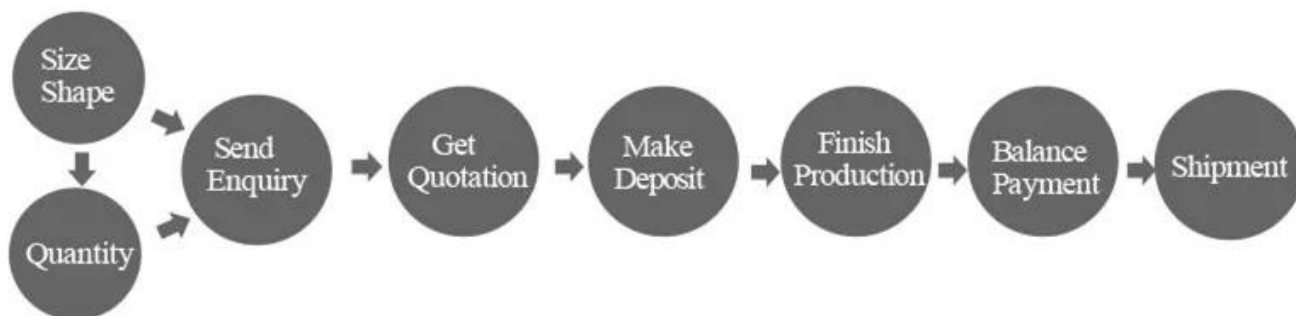 Size
Shape
Quantity
Send
Enquiry
Get
Quotation
Make
Deposit
Finish
Production
Balance
Payment
Shipment